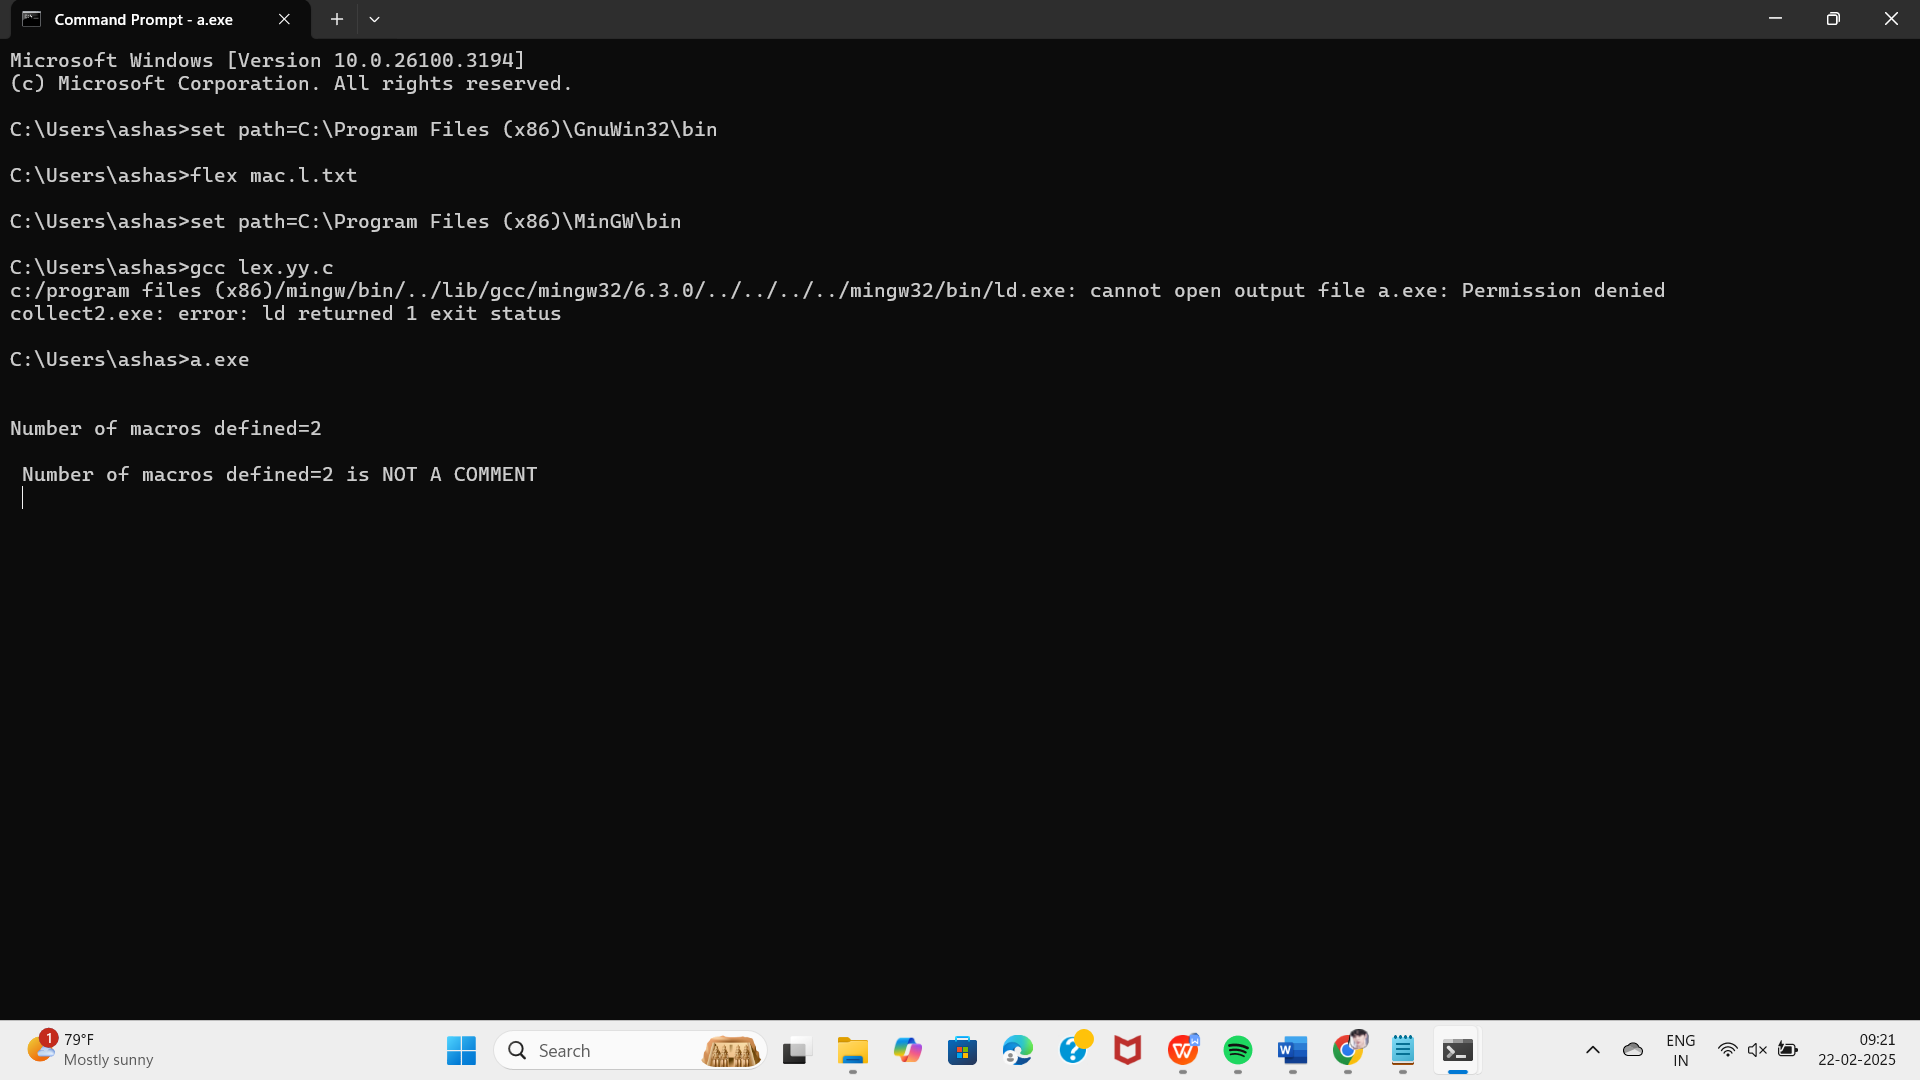 Command Prompt - a.exe
Microsoft Windows [Version 10.0.26100.3194]
(c) Microsoft Corporation. All rights reserved.
C:\Users\ashas>set path=C:\Program Files (x86)\GnuWin32\bin
C:\Users\ashas>flex mac.l.txt
C:\Users\ashas>set path=C:\Program Files (x86)\MinGW\bin
C:\Users\ashas>gcc lex.yy.c
c:/program files (x86)/mingw/bin/../lib/gcc/mingw32/6.3.0/../../../../mingw32/bin/ld.exe: cannot open output file a.exe: Permission denied
collect2.exe: error: ld returned 1 exit status
C:\Users\ashas>a.exe
Number of macros defined=2
Number of macros defined=2 is NOT A COMMENT
1
79°F
Mostly sunny
Search
ENG
IN
09:21
22-02-2025